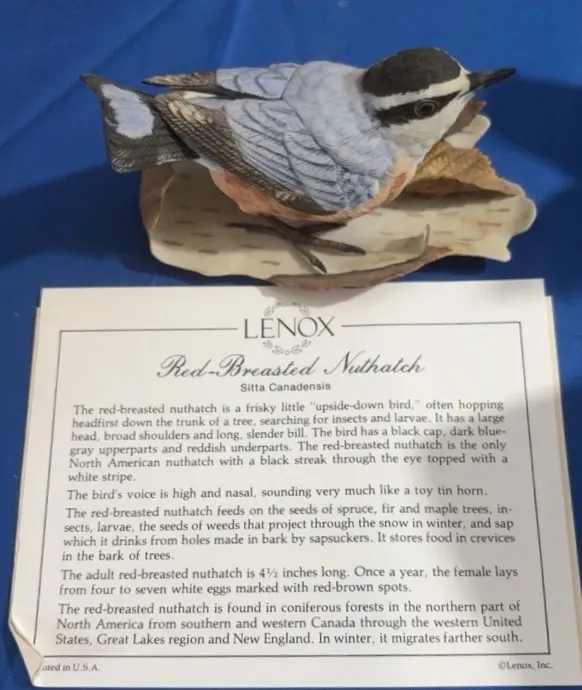 LENOX
Red-Breasted Nuthatch
Sitta Canadensis
The red-breasted nuthatch is a frisky little "upside-down bird," often hopping
headfirst down the trunk of a tree, searching for insects and larvae. It has a large
head, broad shoulders and long, slender bill. The bird has a black cap, dark blue-
gray upperparts and reddish underparts. The red-breasted nuthatch is the only
North American nuthatch with a black streak through the eye topped with a
white stripe.
The bird's voice is high and nasal, sounding very much like a toy tin horn.
The red-breasted nuthatch feeds on the seeds of spruce, fir and maple trees, in-
sects, larvae, the seeds of weeds that project through the snow in winter, and sap
which it drinks from holes made in bark by sapsuckers. It stores food in crevices
in the bark of trees.
The adult red-breasted nuthatch is 4½ inches long. Once a year, the female lays
from four to seven white eggs marked with red-brown spots.
The red-breasted nuthatch is found in coniferous forests in the northern part of
North America from southern and western Canada through the western United
States, Great Lakes region and New England. In winter, it migrates farther south.
in U.S.A.
©Lenox, Inc.